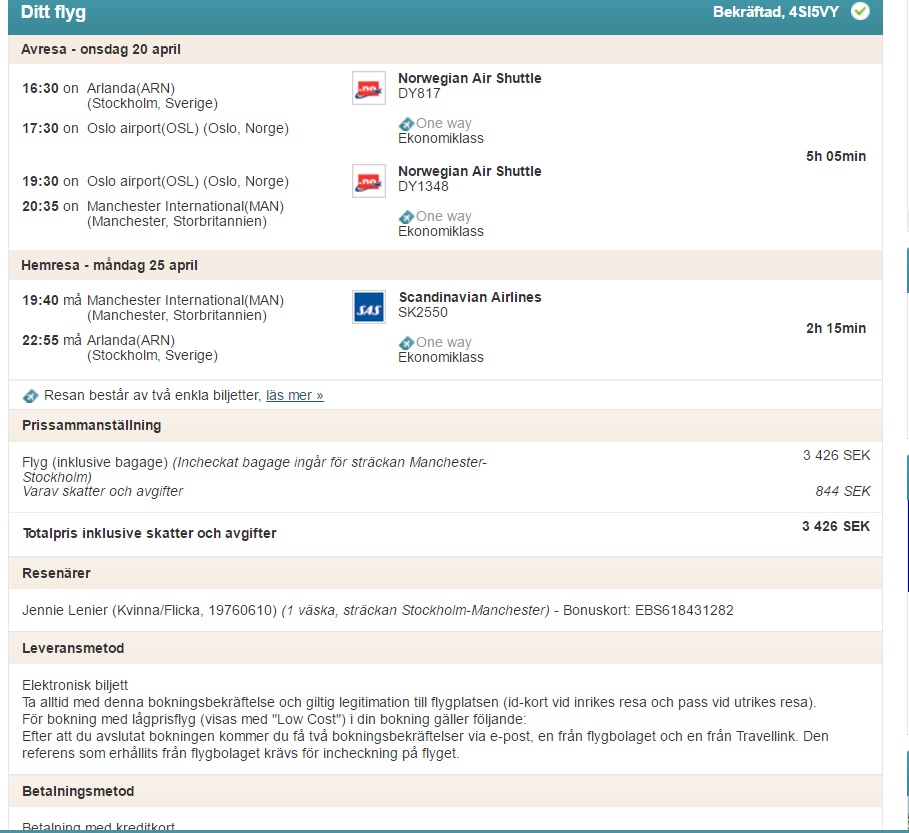 Ditt flyg
Bekräftad, 4SI5VY
Avresa - onsdag 20 april
16:30 on Arlanda(ARN)
(Stockholm, Sverige)
Norwegian Air Shuttle
DY817
17:30 on Oslo airport(OSL) (Oslo, Norge)
One way
Ekonomiklass
5h 05min
19:30 on Oslo airport(OSL) (Oslo, Norge)
Norwegian Air Shuttle
DY1348
20:35 on Manchester International(MAN)
(Manchester, Storbritannien)
One way
Ekonomiklass
Hemresa - måndag 25 april
19:40 må Manchester International(MAN)
(Manchester, Storbritannien)
SAS
Scandinavian Airlines
SK2550
2h 15min
22:55 må Arlanda(ARN)
(Stockholm, Sverige)
One way
Ekonomiklass
Resan består av två enkla biljetter, läs mer »
Prissammanställning
Flyg (inklusive bagage) (Incheckat bagage ingår för sträckan Manchester-
Stockholm)
3 426 SEK
Varav skatter och avgifter
844 SEK
Totalpris inklusive skatter och avgifter
3 426 SEK
Resenärer
Jennie Lenier (Kvinna/Flicka, 19760610) (1 väska, sträckan Stockholm-Manchester) - Bonuskort: EBS618431282
Leveransmetod
Elektronisk biljett
Ta alltid med denna bokningsbekräftelse och giltig legitimation till flygplatsen (id-kort vid inrikes resa och pass vid utrikes resa).
För bokning med lågprisflyg (visas med "Low Cost") i din bokning gäller följande:
Efter att du avslutat bokningen kommer du få två bokningsbekräftelser via e-post, en från flygbolaget och en från Travellink. Den
referens som erhållits från flygbolaget krävs för incheckning på flyget.
Betalningsmetod
Betalning med kreditkort